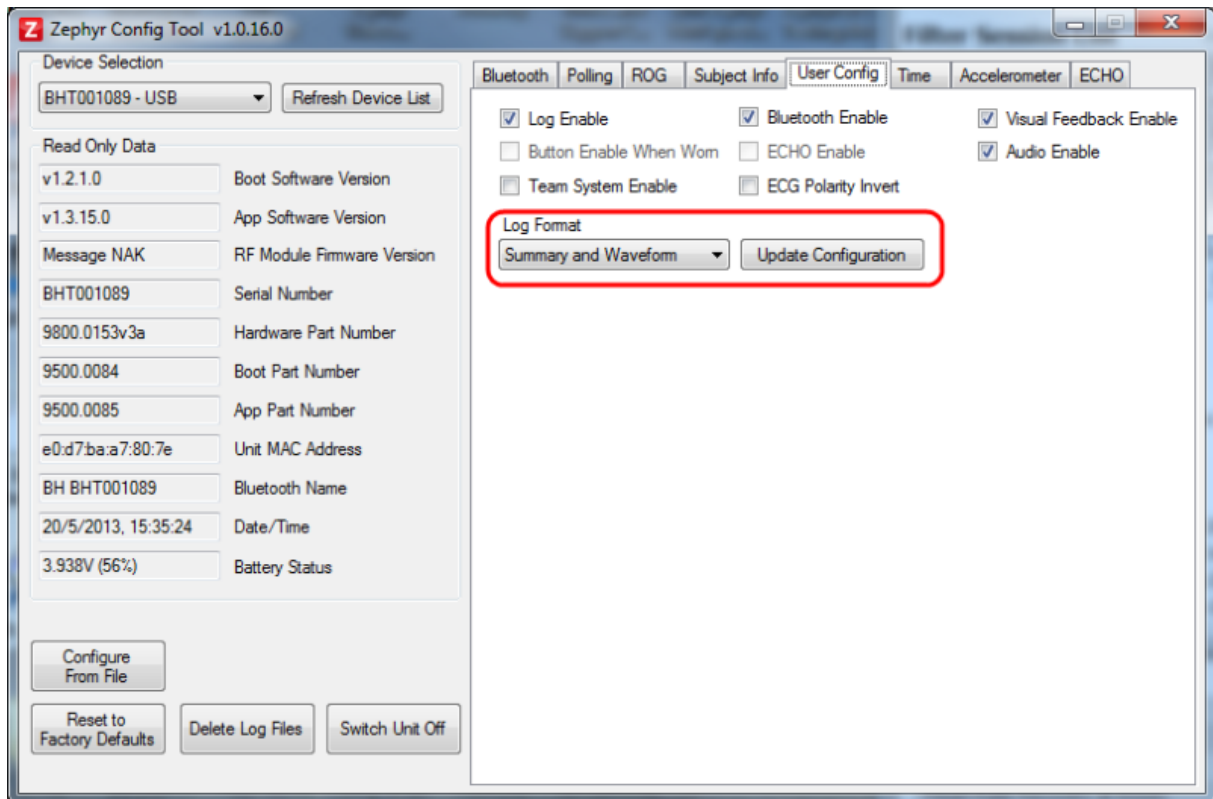 Z Zephyr Config Tool v1.0.16.0
Device Selection
BHT001089 - USB
Refresh Device List
Read Only Data
v1.2.1.0 Boot Software Version
v1.3.15.0 App Software Version
Message NAK RF Module Firmware Version
BHT001089 Serial Number
9800.0153v3a Hardware Part Number
9500.0084 Boot Part Number
9500.0085 App Part Number
e0:d7:ba:a7:80:7e Unit MAC Address
BH BHT001089 Bluetooth Name
20/5/2013, 15:35:24 Date/Time
3.938V (56%) Battery Status
Configure
From File
Reset to
Factory Defaults
Delete Log Files
Switch Unit Off
Bluetooth Polling ROG Subject Info User Config Time Accelerometer ECHO
Log Enable Bluetooth Enable Visual Feedback Enable
Button Enable When Worn ECHO Enable Audio Enable
Team System Enable ECG Polarity Invert
Log Format
Summary and Waveform Update Configuration